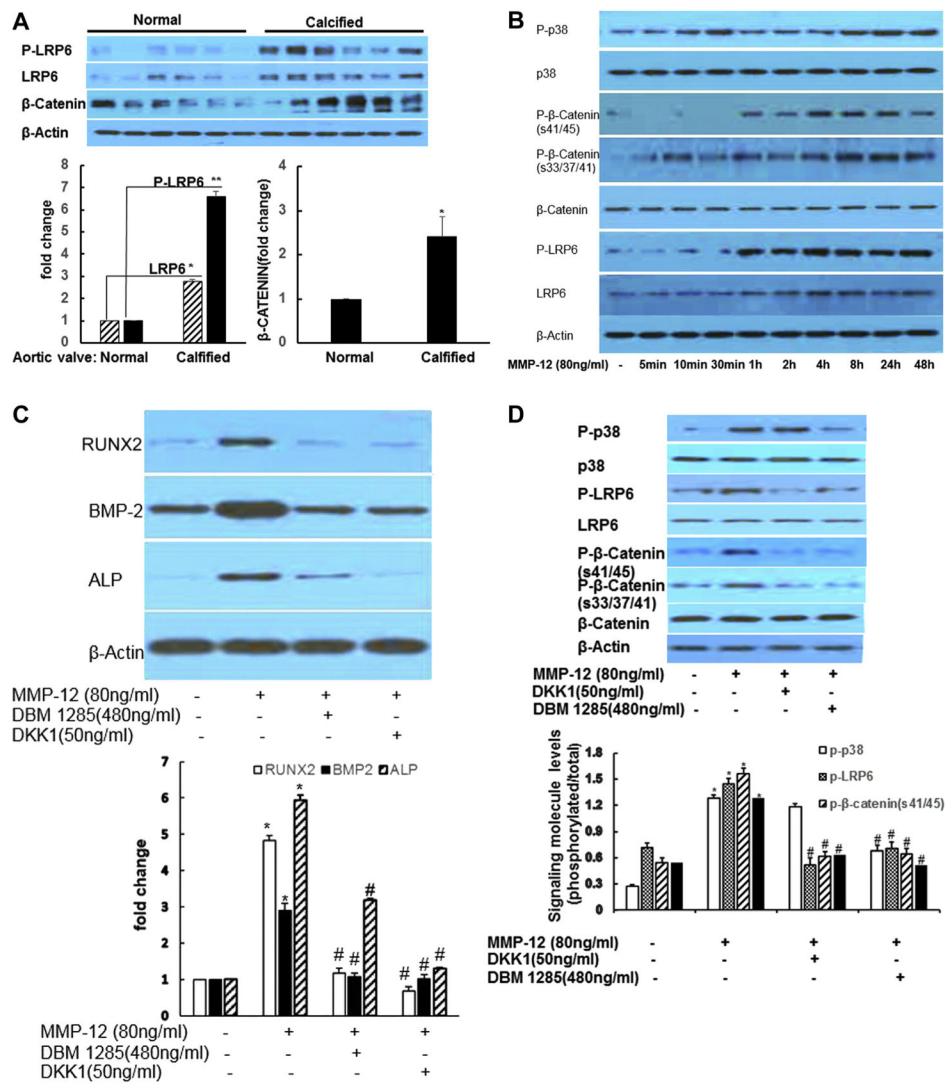 A
Normal
Calcified
P-LRP6
LRP6
β-Catenin
β-Actin
fold change
8
7
6
5
4
3
2
1
0
P-LRP6
**
LRP6 *
Aortic valve: Normal
Calfified
β-CATENIN(fold change)
4
3
2
1
0
*
Normal
Calfified
B
P-p38
p38
P-β-Catenin
(s41/45)
P-β-Catenin
(s33/37/41)
β-Catenin
P-LRP6
LRP6
β-Actin
MMP-12 (80ng/ml) - 5min 10min 30min 1h 2h 4h 8h 24h 48h
C
RUNX2
BMP-2
ALP
β-Actin
MMP-12 (80ng/ml) - + + +
DBM 1285(480ng/ml) - - + -
DKK1(50ng/ml) - - - +
fold change
7
6
5
4
3
2
1
0
RUNX2 BMP2 ALP
* * *
# # #
# # #
MMP-12 (80ng/ml) - + + +
DBM 1285(480ng/ml) - - + -
DKK1(50ng/ml) - - - +
D
P-p38
p38
P-LRP6
LRP6
P-β-Catenin
(s41/45)
P-β-Catenin
(s33/37/41)
β-Catenin
β-Actin
MMP-12 (80ng/ml) - + + +
DKK1(50ng/ml) - - + -
DBM 1285(480ng/ml) - - - +
Signaling molecule levels
(phosphorylated/total)
1.8
1.5
1.2
0.9
0.6
0.3
0
p-p38
p-LRP6
p-β-catenin(s41/45)
* * * *
# # #
# # # #
MMP-12 (80ng/ml) - + + +
DKK1(50ng/ml) - - + -
DBM 1285(480ng/ml) - - - +